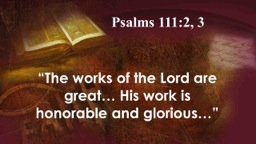 Psalms 111:2, 3
“The works of the Lord are
great… His work is
honorable and glorious…”